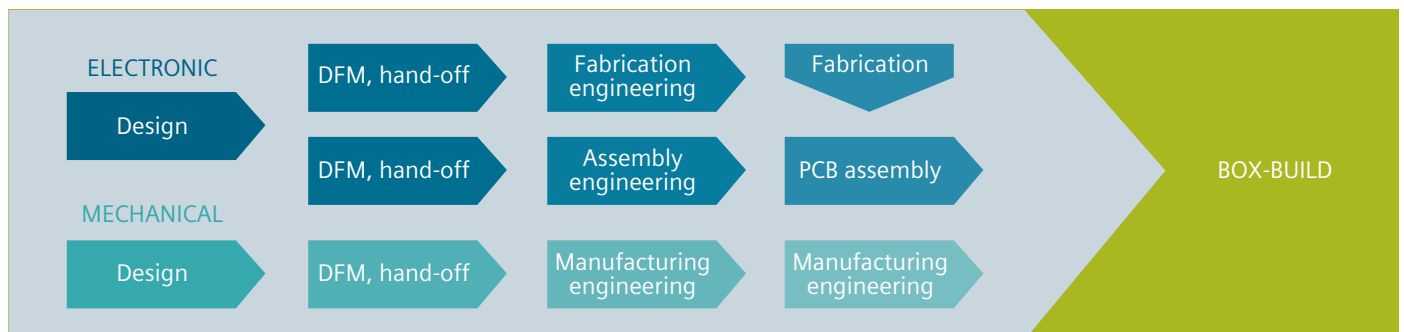 ELECTRONIC
Design
DFM, hand-off
Fabrication
engineering
Fabrication
DFM, hand-off
Assembly
engineering
PCB assembly
MECHANICAL
Design
DFM, hand-off
Manufacturing
engineering
Manufacturing
engineering
BOX-BUILD